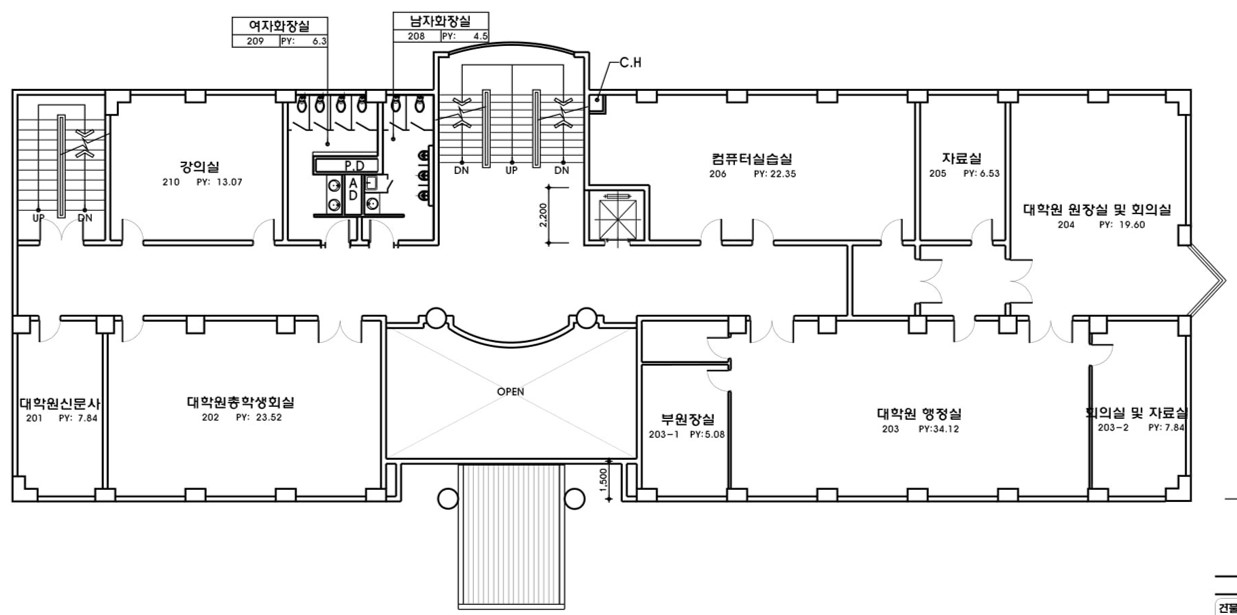 여자화장실
209 PY: 6.3
남자화장실
208 PY: 4.5
C.H
강의실
210 PY: 13.07
P.D
A
D
UP
DN
DN
UP
DN
2,200
컴퓨터실습실
206 PY: 22.35
자료실
205 PY: 6.53
대학원 원장실 및 회의실
204 PY: 19.60
대학원신문사
201 PY: 7.84
대학원총학생회실
202 PY: 23.52
OPEN
1,500
부원장실
203-1 PY:5.08
대학원 행정실
203 PY:34.12
회의실 및 자료실
203-2 PY: 7.84